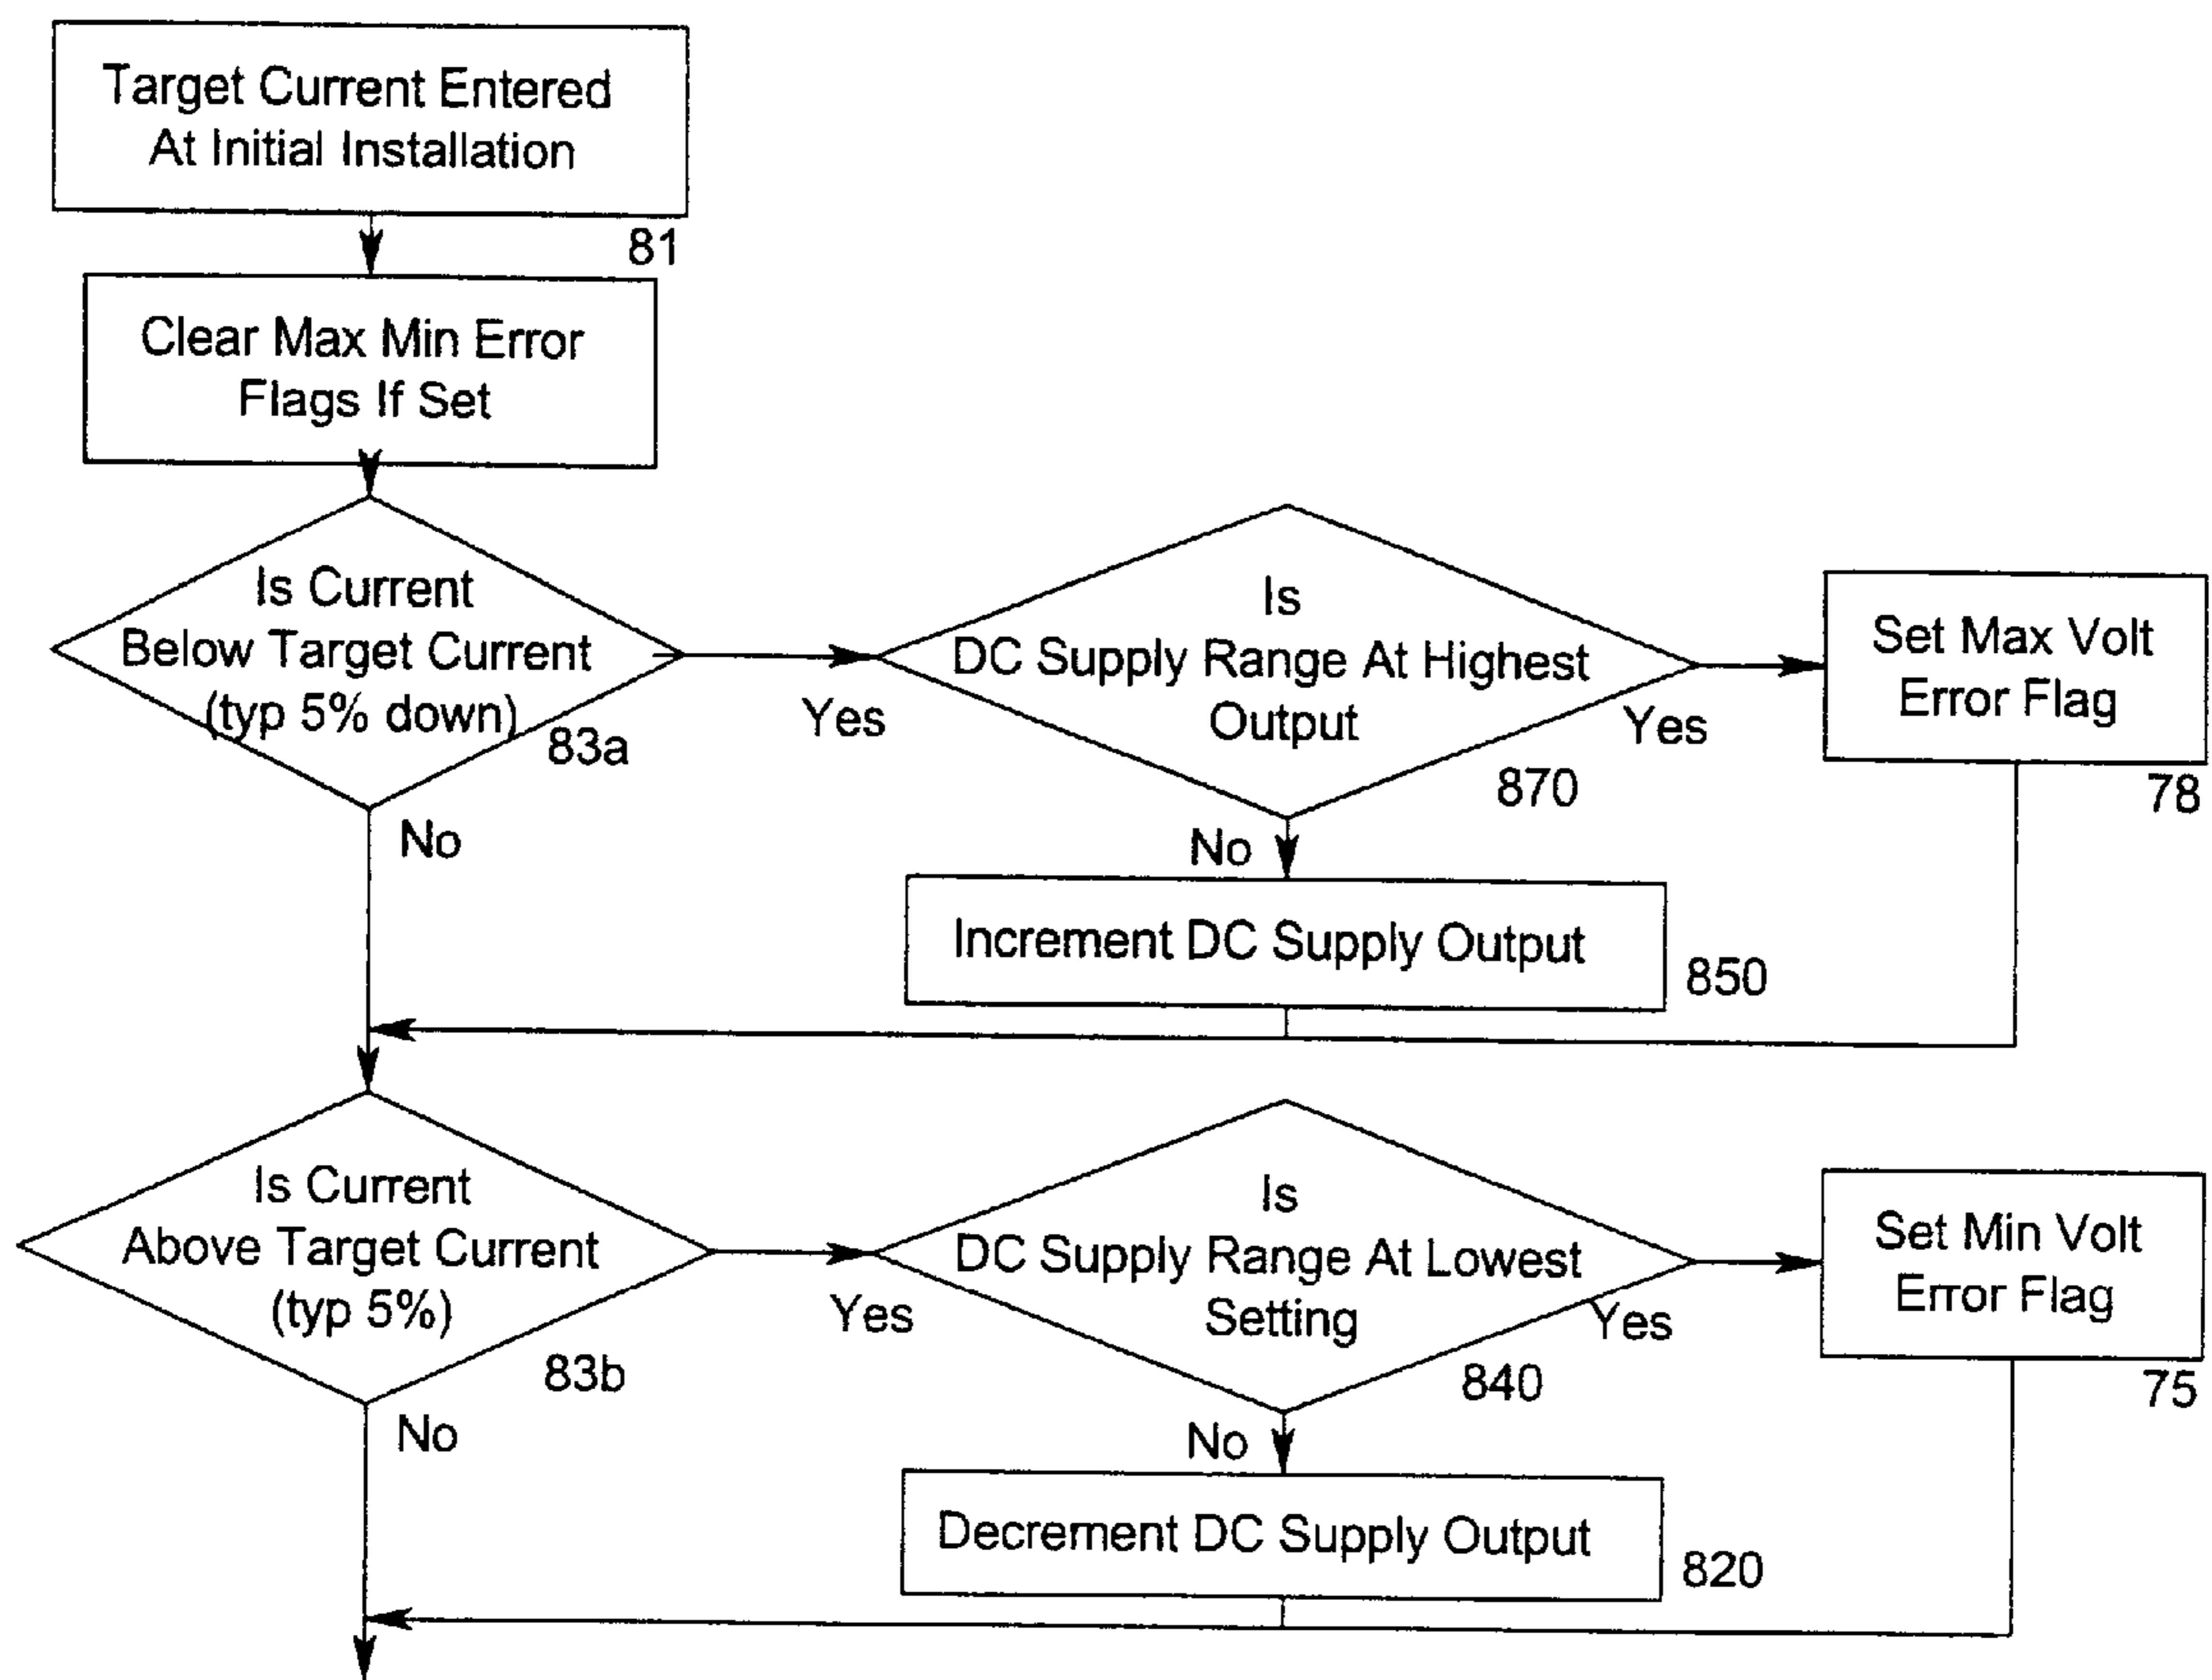 Target Current Entered
At Initial Installation
81
Clear Max Min Error
Flags If Set
Is Current
Below Target Current
(typ 5% down)
83a
Yes
No
Is
DC Supply Range At Highest
Output
870
Yes
No
Set Max Volt
Error Flag
78
Increment DC Supply Output
850
Is Current
Above Target Current
(typ 5%)
83b
Yes
No
Is
DC Supply Range At Lowest
Setting
840
Yes
No
Set Min Volt
Error Flag
75
Decrement DC Supply Output
820